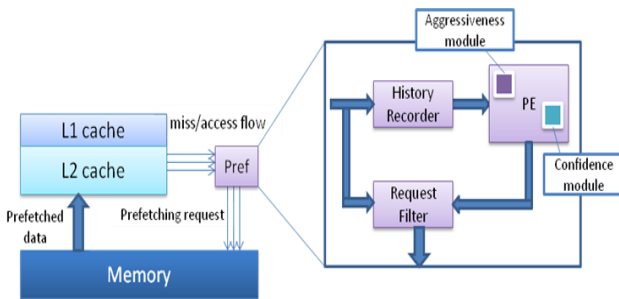 Aggressiveness
module
History
Recorder
PE
Confidence
module
Request
Filter
L1 cache
L2 cache
miss/access flow
Pref
Prefetched
data
Prefetching request
Memory